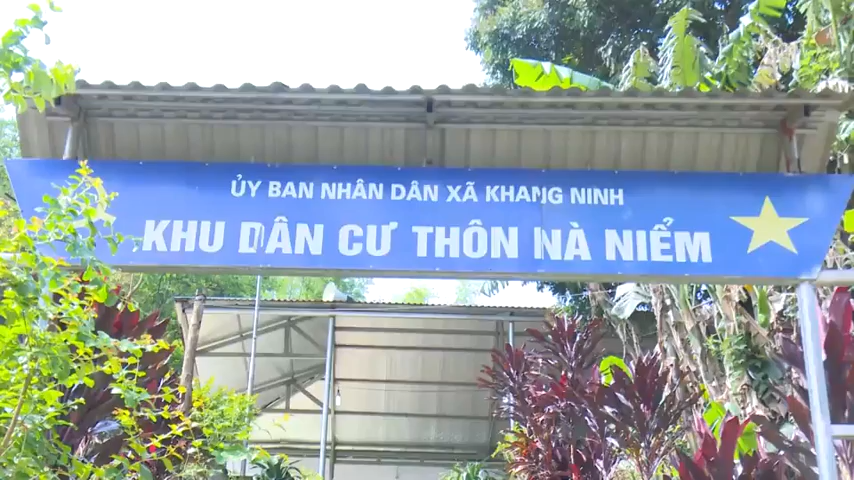 ỦY BAN NHÂN DÂN XÃ KHANG NINH
KHU DÂN CƯ THÔN NÀ NIỂM